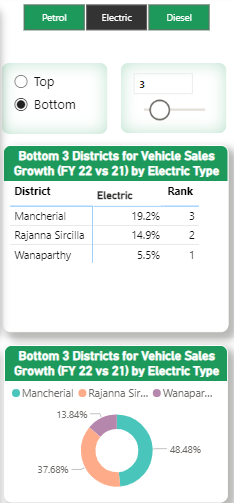 Petrol Electric Diesel
Top
Bottom
3
Bottom 3 Districts for Vehicle Sales
Growth (FY 22 vs 21) by Electric Type
District Electric Rank
Mancherial 19.2% 3
Rajanna Sircilla 14.9% 2
Wanaparthy 5.5% 1
Bottom 3 Districts for Vehicle Sales
Growth (FY 22 vs 21) by Electric Type
Mancherial Rajanna Sir... Wanapar...
13.84%
48.48%
37.68%